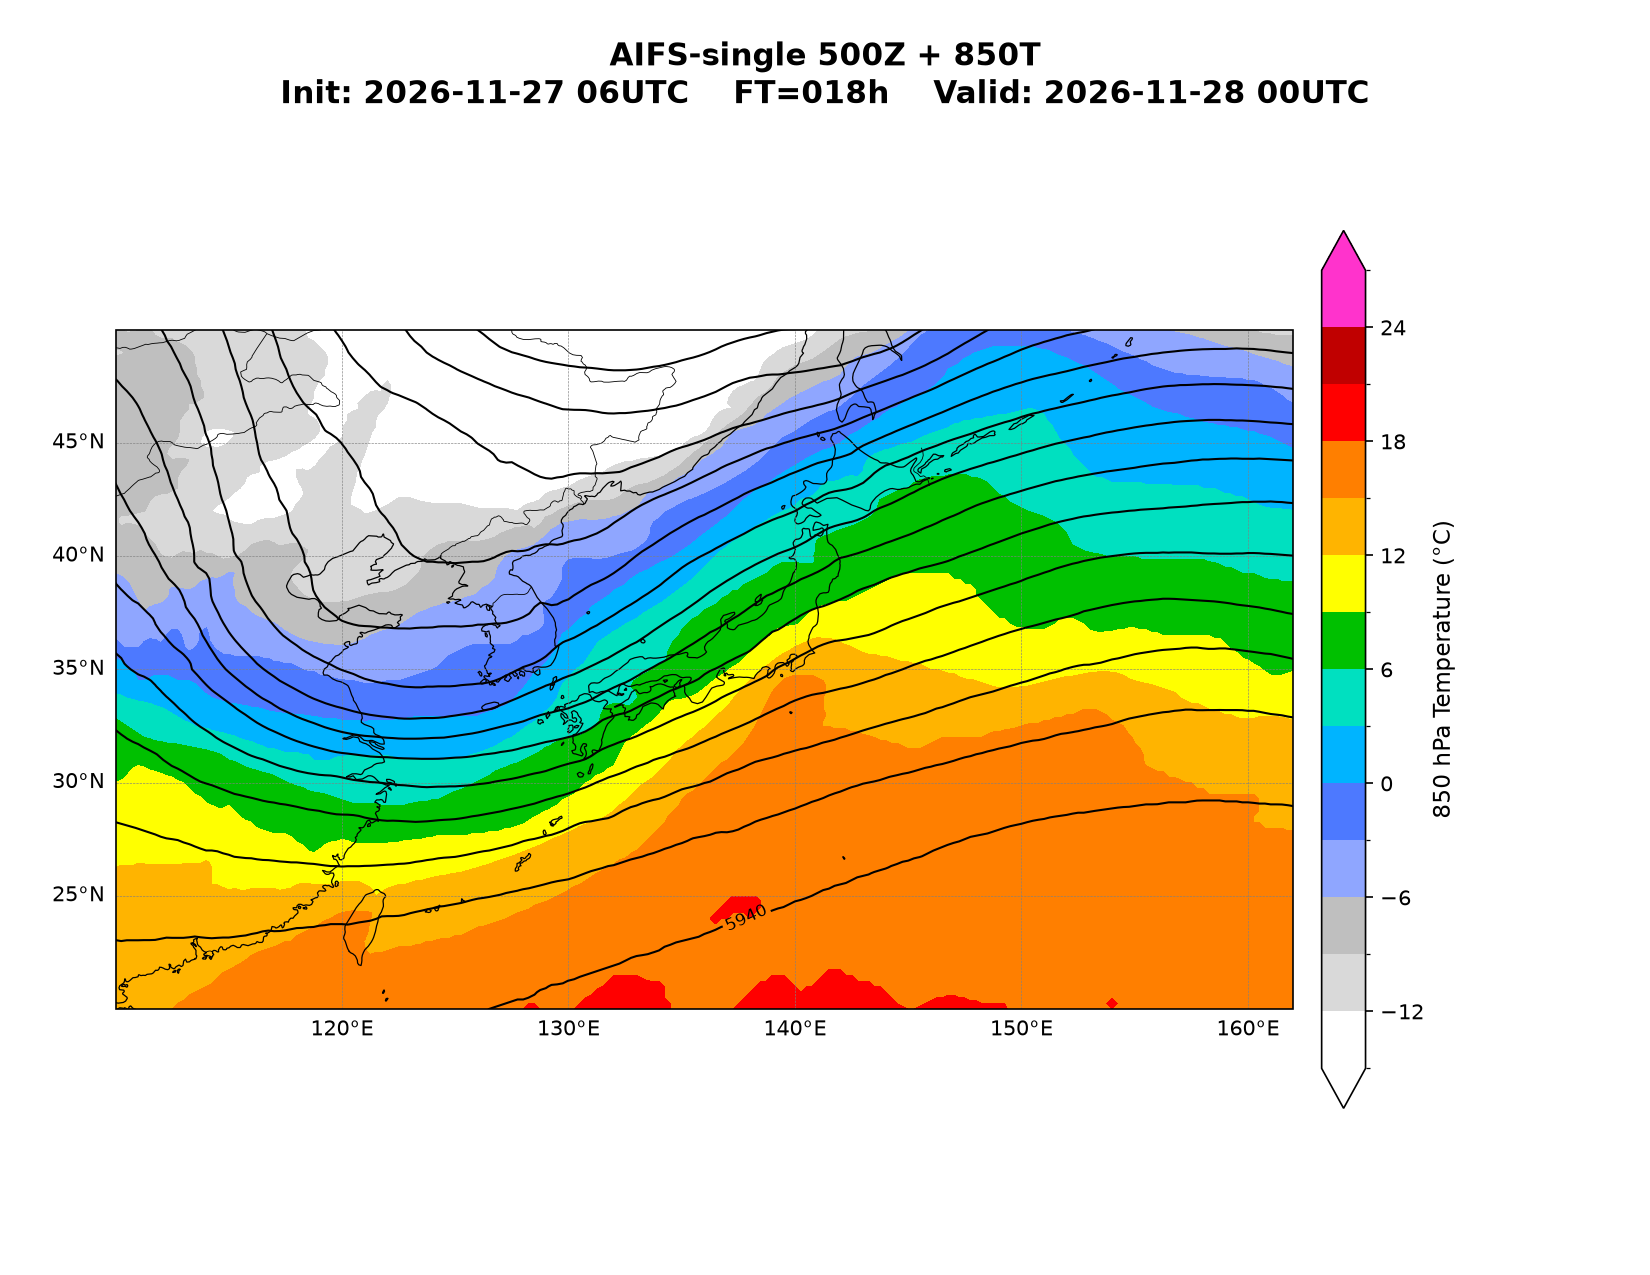 AIFS-single 500Z + 850T
Init: 2026-11-27 06UTC    FT=018h    Valid: 2026-11-28 00UTC
45°N
40°N
35°N
30°N
25°N
120°E
130°E
140°E
150°E
160°E
5940
24
18
12
6
0
−6
−12
850 hPa Temperature (°C)